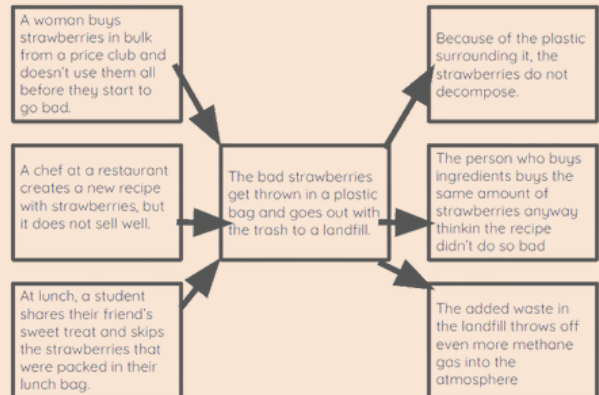 A woman buys
strawberries in bulk
from a price club and
doesn't use them all
before they start to
go bad.
A chef at a restaurant
creates a new recipe
with strawberries, but
it does not sell well.
At lunch, a student
shares their friend's
sweet treat and skips
the strawberries that
were packed in their
lunch bag.
The bad strawberries
get thrown in a plastic
bag and goes out with
the trash to a landfill.
Because of the plastic
surrounding it, the
strawberries do not
decompose.
The person who buys
ingredients buys the
same amount of
strawberries anyway
thinkin the recipe
didn't do so bad
The added waste in
the landfill throws off
even more methane
gas into the
atmosphere